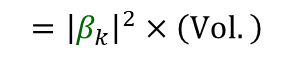 = |βₖ|² × (Vol.)